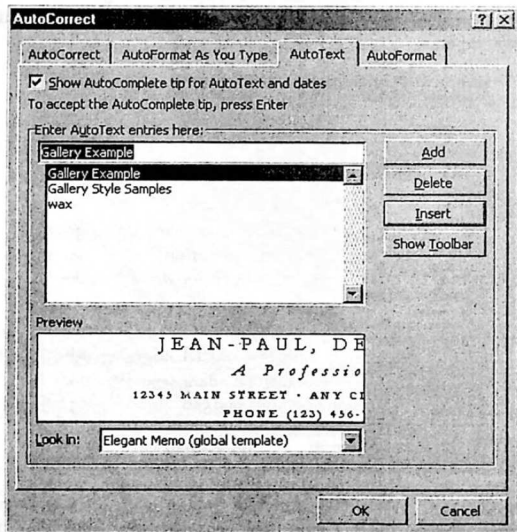 AutoCorrect ? ×
AutoCorrect AutoFormat As You Type AutoText AutoFormat
Show AutoComplete tip for AutoText and dates
To accept the AutoComplete tip, press Enter
Enter AutoText entries here:
Gallery Example Add
Gallery Example
Gallery Style Samples Delete
wax
Insert
Show Toolbar
Preview
JEAN-PAUL, DE
A Professio
12345 MAIN STREET · ANY CI
PHONE (123) 456-
Look in: Elegant Memo (global template)
OK Cancel